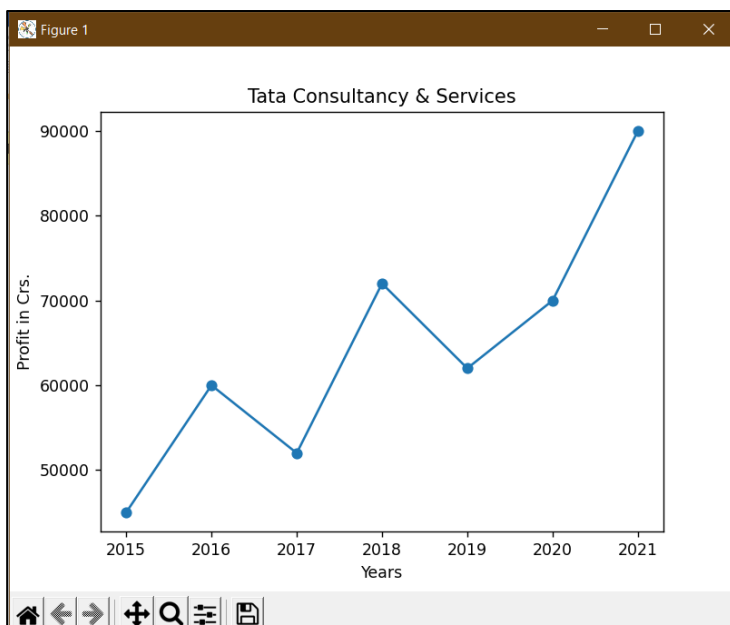 Figure 1
Tata Consultancy & Services
90000
80000
70000
60000
50000
Profit in Crs.
2015 2016 2017 2018 2019 2020 2021
Years